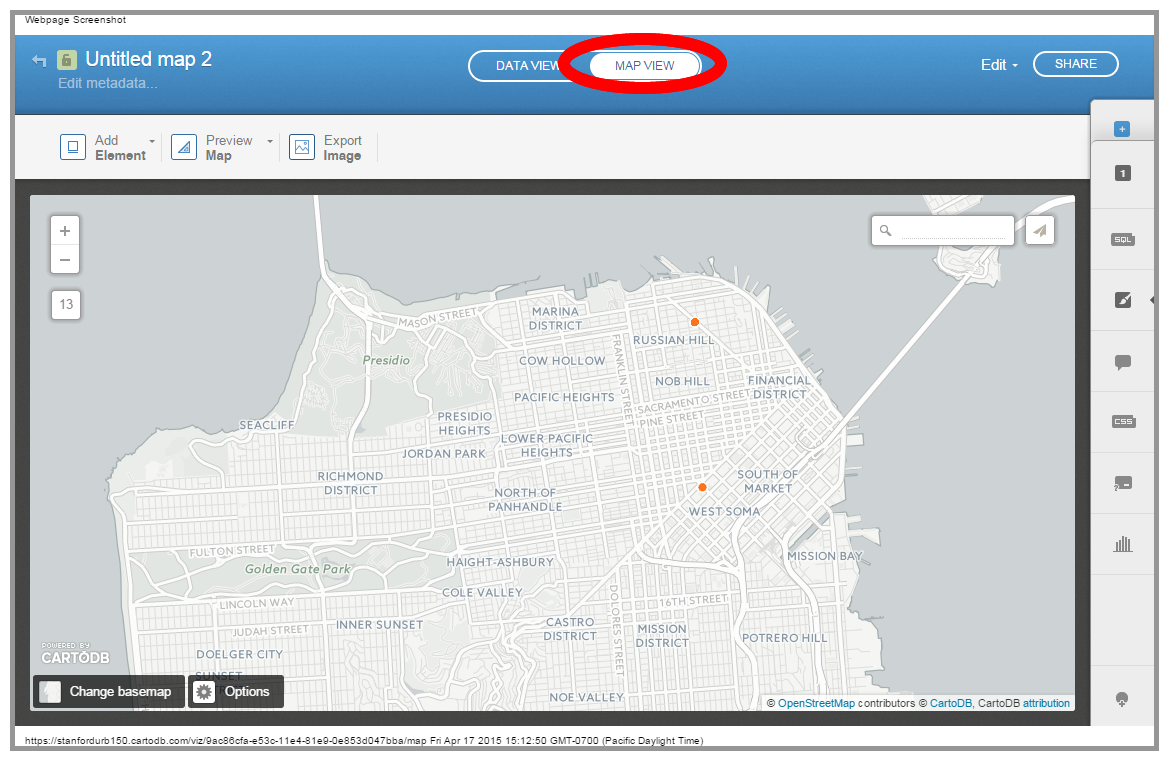 Webpage Screenshot
Untitled map 2
Edit metadata...
DATA VIEW
MAP VIEW
Edit
SHARE
Add
Element
Preview
Map
Export
Image
+
1
SQL
CSS
?
+
−
13
MARINA
DISTRICT
MASON STREET
RUSSIAN HILL
Presidio
COW HOLLOW
FRANKLIN STREET
NOB HILL
FINANCIAL
DISTRICT
PACIFIC HEIGHTS
SACRAMENTO STREET
PINE STREET
PRESIDIO
HEIGHTS
SEACLIFF
LOWER PACIFIC
HEIGHTS
JORDAN PARK
RICHMOND
DISTRICT
SOUTH OF
MARKET
NORTH OF
PANHANDLE
WEST SOMA
FULTON STREET
Golden Gate Park
HAIGHT-ASHBURY
MISSION BAY
COLE VALLEY
LINCOLN WAY
16TH STREET
DOLORES STREET
JUDAH STREET
INNER SUNSET
CASTRO
DISTRICT
MISSION
DISTRICT
POTRERO HILL
POWERED BY
CARTODB
DOELGER CITY
SUNSET
NOE VALLEY
Change basemap
Options
© OpenStreetMap contributors © CartoDB, CartoDB attribution
https://stanfordurb150.cartodb.com/viz/9ac86cfa-e53c-11e4-81e9-0e853d047bba/map Fri Apr 17 2015 15:12:50 GMT-0700 (Pacific Daylight Time)